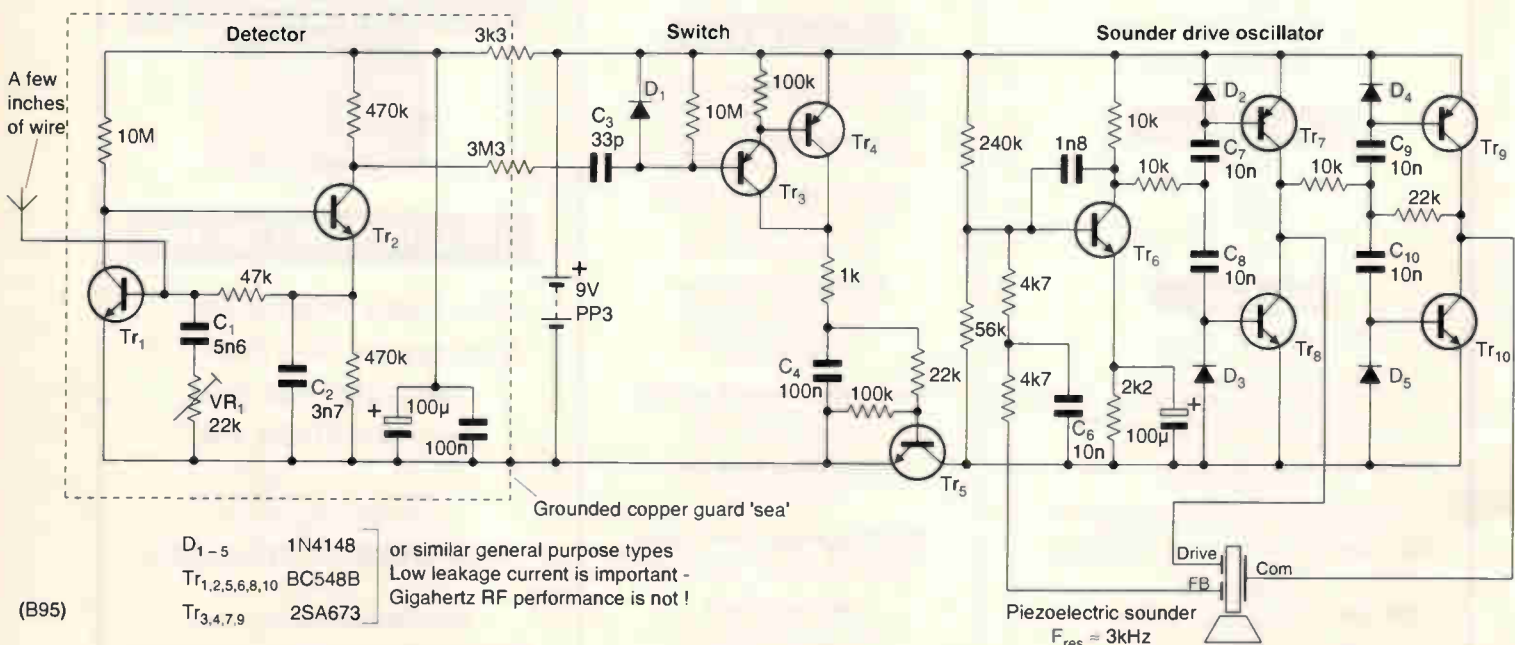 Detector
3k3
Switch
Sounder drive oscillator
A few
inches
of wire
10M
470k
3M3
C3
33p
D1
10M
100k
Tr3
Tr4
Tr2
Tr1
47k
C1
5n6
VR1
22k
C2
3n7
470k
+
100µ
100n
+
9V
PP3
1k
C4
100n
22k
100k
Tr5
240k
56k
1n8
10k
10k
Tr6
4k7
4k7
C6
10n
2k2
100µ
+
D2
C7
10n
Tr7
C8
10n
Tr8
D3
10k
D4
C9
10n
Tr9
22k
C10
10n
Tr10
D5
Grounded copper guard 'sea'
D1–5 1N4148
Tr1,2,5,6,8,10 BC548B
Tr3,4,7,9 2SA673
or similar general purpose types
Low leakage current is important -
Gigahertz RF performance is not !
(B95)
Drive
FB
Com
Piezoelectric sounder
Fres = 3kHz